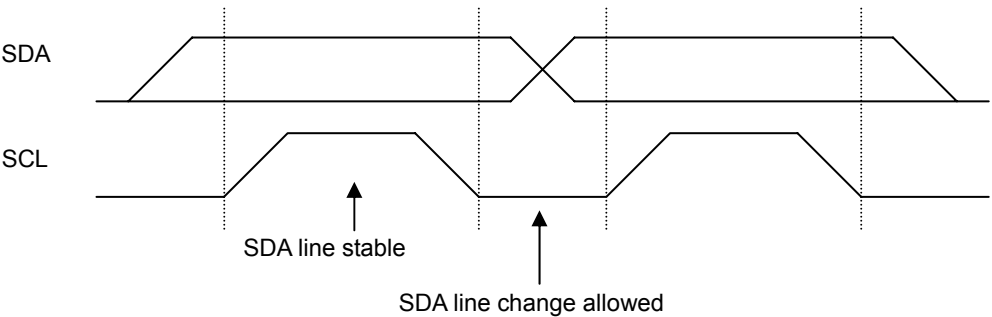 SDA
SCL
SDA line stable
SDA line change allowed